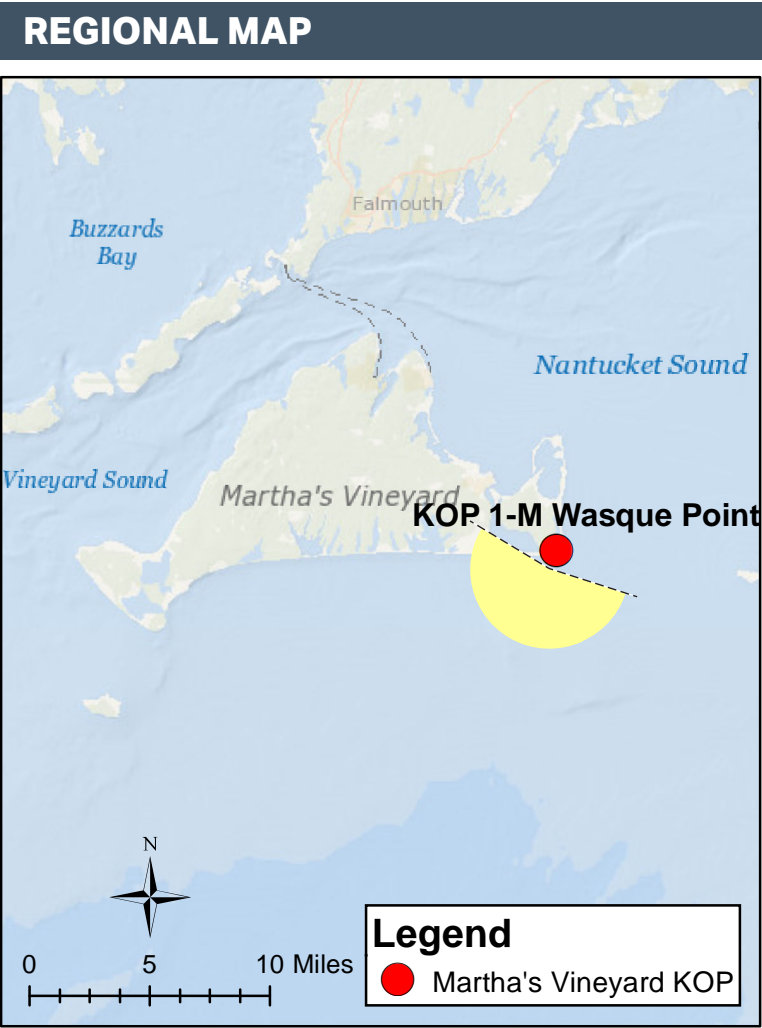 REGIONAL MAP
Falmouth
Buzzards
Bay
Nantucket Sound
Vineyard Sound
Martha's Vineyard
KOP 1-M Wasque Point
N
0 5 10 Miles
Legend
Martha's Vineyard KOP